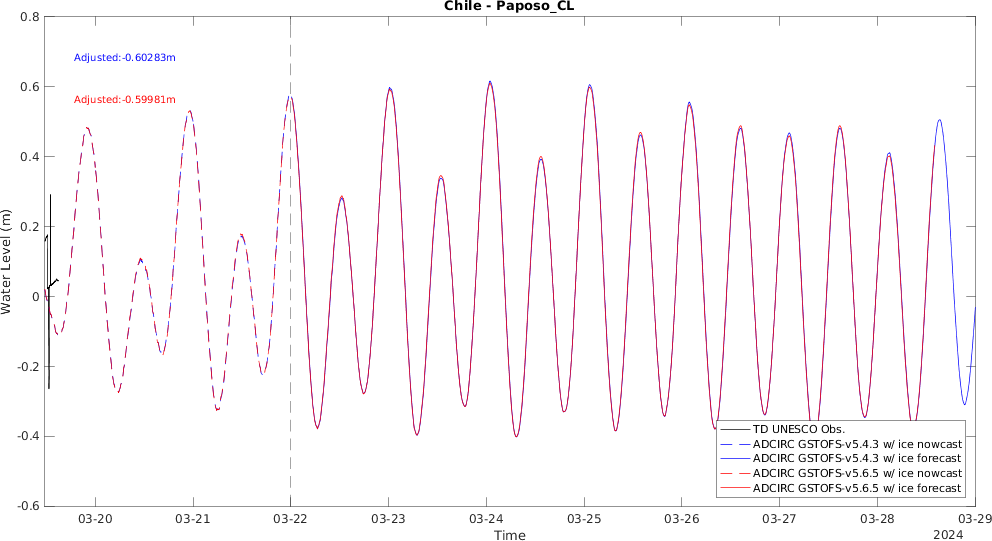 Chile - Paposo_CL
0.8
0.6
0.4
0.2
0
-0.2
-0.4
-0.6
Water Level (m)
Adjusted:-0.60283m
Adjusted:-0.59981m
TD UNESCO Obs.
ADCIRC GSTOFS-v5.4.3 w/ ice nowcast
ADCIRC GSTOFS-v5.4.3 w/ ice forecast
ADCIRC GSTOFS-v5.6.5 w/ ice nowcast
ADCIRC GSTOFS-v5.6.5 w/ ice forecast
03-20 03-21 03-22 03-23 03-24 03-25 03-26 03-27 03-28 03-29
Time
2024